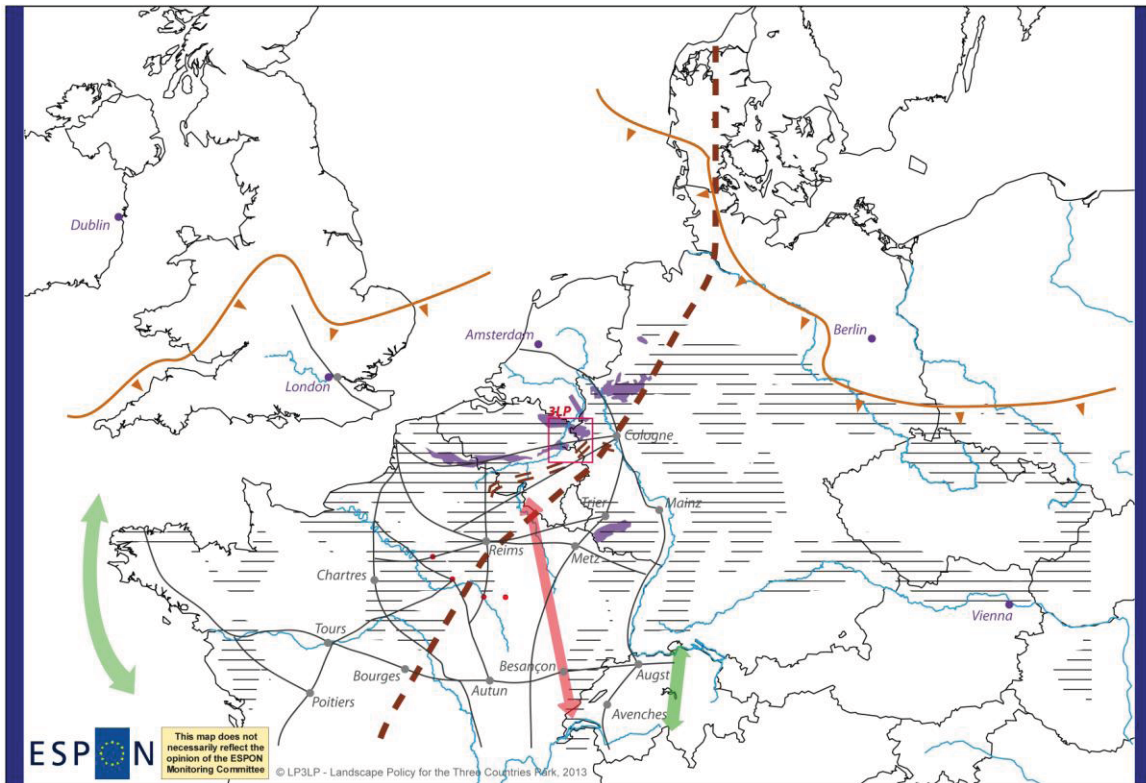 Dublin
London
Amsterdam
Berlin
3LP
Cologne
Trier
Mainz
Reims
Metz
Chartres
Vienna
Tours
Bourges
Besançon
Augst
Autun
Poitiers
Avenches
ESPON
This map does not
necessarily reflect the
opinion of the ESPON
Monitoring Committee
© LP3LP - Landscape Policy for the Three Countries Park, 2013